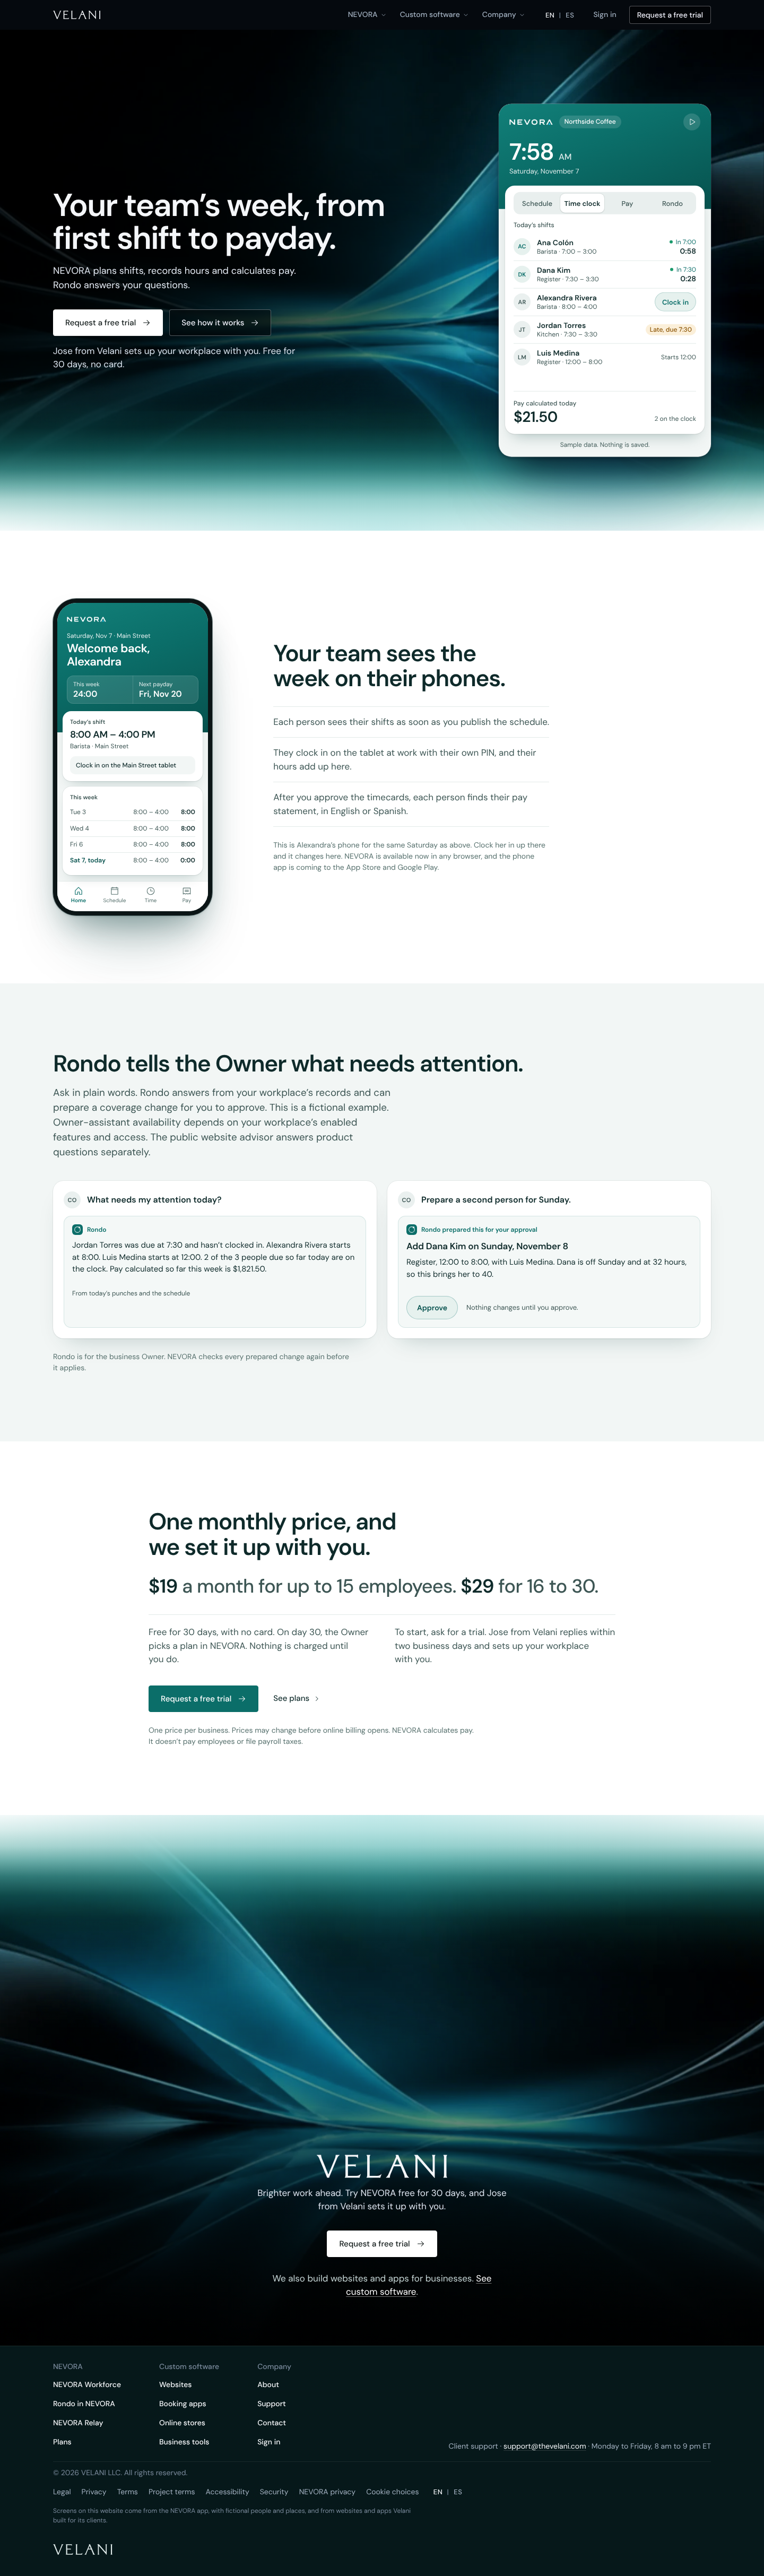 VELANI
NEVORA
Custom software
Company
EN | ES
Sign in
Request a free trial
Your team’s week, from
first shift to payday.
NEVORA plans shifts, records hours and calculates pay.
Rondo answers your questions.
Request a free trial
See how it works
Jose from Velani sets up your workplace with you. Free for
30 days, no card.
NEVORA
Northside Coffee
7:58 AM
Saturday, November 7
Schedule
Time clock
Pay
Rondo
Today’s shifts
AC
Ana Colón
Barista · 7:00 – 3:00
In 7:00
0:58
DK
Dana Kim
Register · 7:30 – 3:30
In 7:30
0:28
AR
Alexandra Rivera
Barista · 8:00 – 4:00
Clock in
JT
Jordan Torres
Kitchen · 7:30 – 3:30
Late, due 7:30
LM
Luis Medina
Register · 12:00 – 8:00
Starts 12:00
Pay calculated today
$21.50
2 on the clock
Sample data. Nothing is saved.
NEVORA
Saturday, Nov 7 · Main Street
Welcome back,
Alexandra
This week
24:00
Next payday
Fri, Nov 20
Today’s shift
8:00 AM – 4:00 PM
Barista · Main Street
Clock in on the Main Street tablet
This week
Tue 3 8:00 – 4:00 8:00
Wed 4 8:00 – 4:00 8:00
Fri 6 8:00 – 4:00 8:00
Sat 7, today 8:00 – 4:00 0:00
Home
Schedule
Time
Pay
Your team sees the
week on their phones.
Each person sees their shifts as soon as you publish the schedule.
They clock in on the tablet at work with their own PIN, and their
hours add up here.
After you approve the timecards, each person finds their pay
statement, in English or Spanish.
This is Alexandra’s phone for the same Saturday as above. Clock her in up there
and it changes here. NEVORA is available now in any browser, and the phone
app is coming to the App Store and Google Play.
Rondo tells the Owner what needs attention.
Ask in plain words. Rondo answers from your workplace’s records and can
prepare a coverage change for you to approve. This is a fictional example.
Owner-assistant availability depends on your workplace’s enabled
features and access. The public website advisor answers product
questions separately.
CO
What needs my attention today?
Rondo
Jordan Torres was due at 7:30 and hasn’t clocked in. Alexandra Rivera starts
at 8:00. Luis Medina starts at 12:00. 2 of the 3 people due so far today are on
the clock. Pay calculated so far this week is $1,821.50.
From today’s punches and the schedule
CO
Prepare a second person for Sunday.
Rondo prepared this for your approval
Add Dana Kim on Sunday, November 8
Register, 12:00 to 8:00, with Luis Medina. Dana is off Sunday and at 32 hours,
so this brings her to 40.
Approve
Nothing changes until you approve.
Rondo is for the business Owner. NEVORA checks every prepared change again before
it applies.
One monthly price, and
we set it up with you.
$19 a month for up to 15 employees. $29 for 16 to 30.
Free for 30 days, with no card. On day 30, the Owner
picks a plan in NEVORA. Nothing is charged until
you do.
To start, ask for a trial. Jose from Velani replies within
two business days and sets up your workplace
with you.
Request a free trial
See plans
One price per business. Prices may change before online billing opens. NEVORA calculates pay.
It doesn’t pay employees or file payroll taxes.
VELANI
Brighter work ahead. Try NEVORA free for 30 days, and Jose
from Velani sets it up with you.
Request a free trial
We also build websites and apps for businesses. See
custom software.
NEVORA
NEVORA Workforce
Rondo in NEVORA
NEVORA Relay
Plans
Custom software
Websites
Booking apps
Online stores
Business tools
Company
About
Support
Contact
Sign in
Client support · support@thevelani.com · Monday to Friday, 8 am to 9 pm ET
© 2026 VELANI LLC. All rights reserved.
Legal Privacy Terms Project terms Accessibility Security NEVORA privacy Cookie choices EN | ES
Screens on this website come from the NEVORA app, with fictional people and places, and from websites and apps Velani
built for its clients.
VELANI